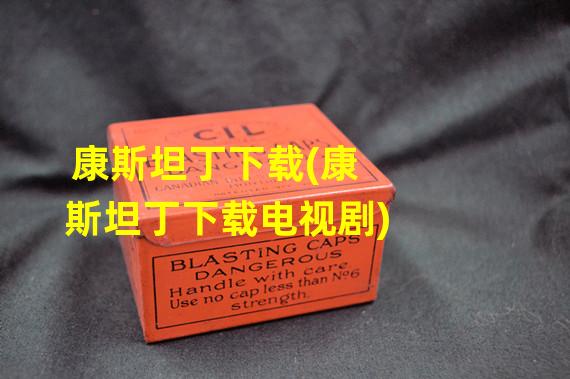 CIL
康斯坦丁下载(康
斯坦丁下载电视剧)
BLASTING CAPS
DANGEROUS
Handle with care
Use no cap less than Nº6
strength.